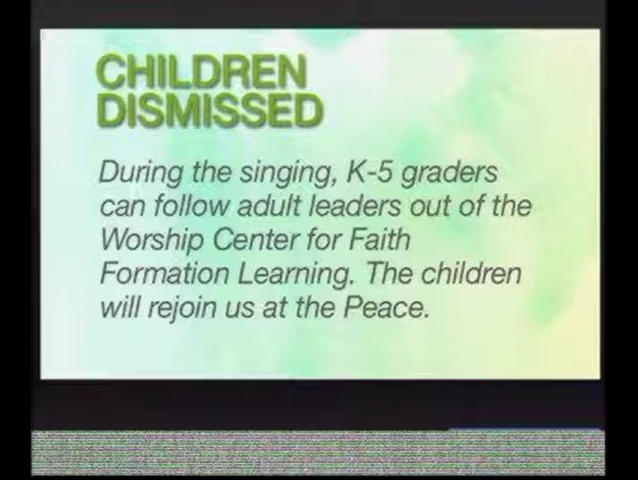 CHILDREN
DISMISSED
During the singing, K-5 graders
can follow adult leaders out of the
Worship Center for Faith
Formation Learning. The children
will rejoin us at the Peace.